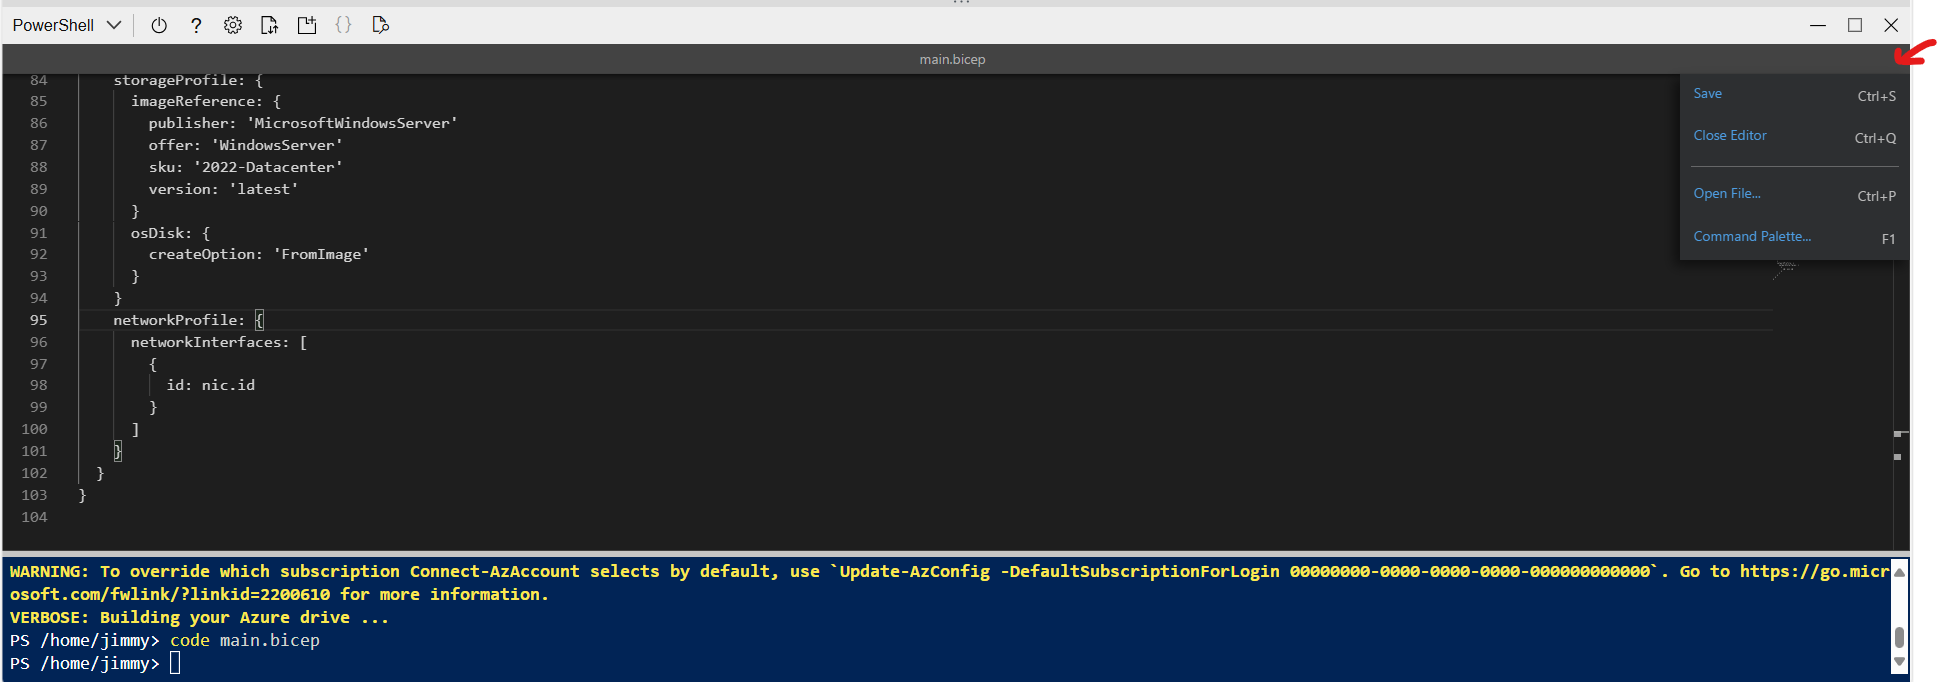 PowerShell
?
{}
main.bicep
84 storageProfile: {
85 imageReference: {
86 publisher: 'MicrosoftWindowsServer'
87 offer: 'WindowsServer'
88 sku: '2022-Datacenter'
89 version: 'latest'
90 }
91 osDisk: {
92 createOption: 'FromImage'
93 }
94 }
95 networkProfile: {
96 networkInterfaces: [
97 {
98 id: nic.id
99 }
100 ]
101 }
102 }
103 }
104
Save Ctrl+S
Close Editor Ctrl+Q
Open File... Ctrl+P
Command Palette... F1
WARNING: To override which subscription Connect-AzAccount selects by default, use `Update-AzConfig -DefaultSubscriptionForLogin 00000000-0000-0000-0000-000000000000`. Go to https://go.micr
osoft.com/fwlink/?linkid=2200610 for more information.
VERBOSE: Building your Azure drive ...
PS /home/jimmy> code main.bicep
PS /home/jimmy>